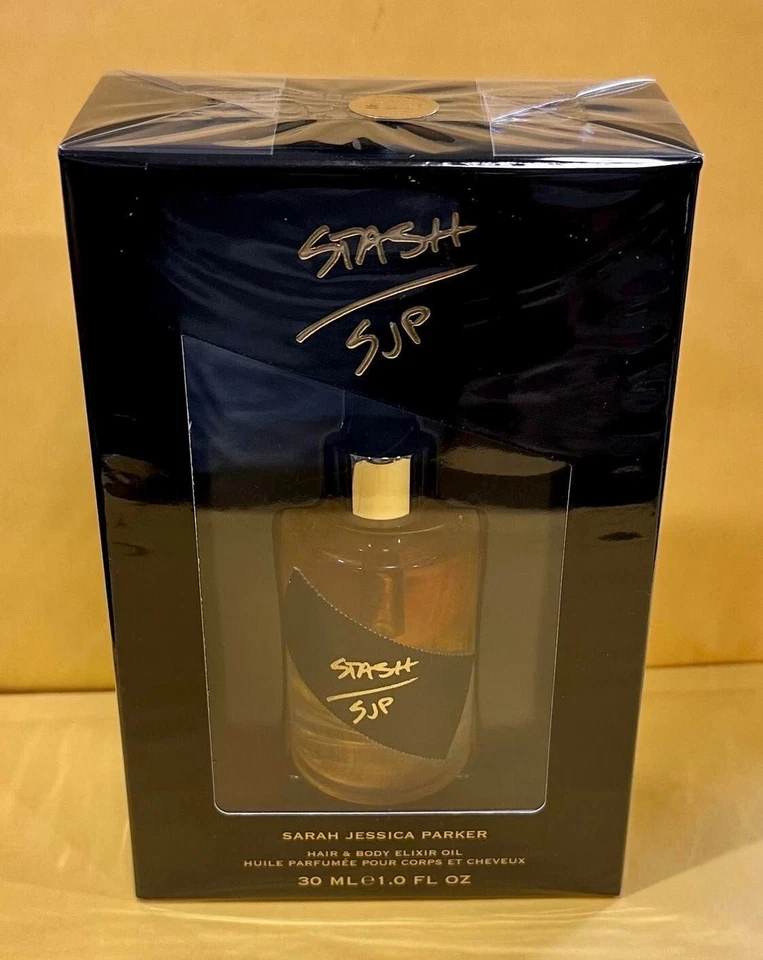 STASH
SJP
STASH
SJP
SARAH JESSICA PARKER
HAIR & BODY ELIXIR OIL
HUILE PARFUMÉE POUR CORPS ET CHEVEUX
30 ML℮1.0 FL OZ